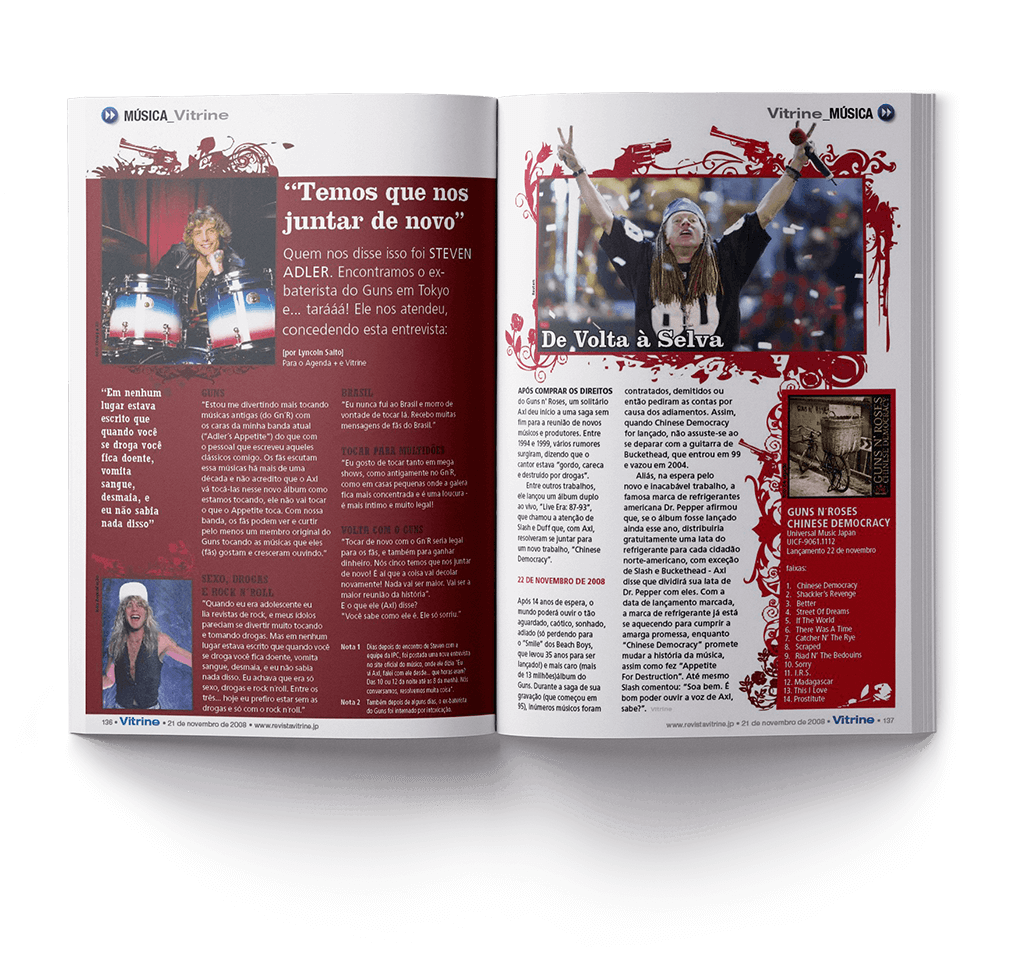 MÚSICA_Vitrine
"Temos que nos
juntar de novo"
Quem nos disse isso foi STEVEN
ADLER. Encontramos o ex-
baterista do Guns em Tokyo
e... tarááá! Ele nos atendeu,
concedendo esta entrevista:
[por Lyncoln Saito]
Para o Agenda + e Vitrine
"Em nenhum
lugar estava
escrito que
quando você
se droga você
fica doente,
vomita
sangue,
desmaia, e
eu não sabia
nada disso"
GUNS
"Estou me divertindo mais tocando
músicas antigas (do Gn'R) com
os caras da minha banda atual
("Adler's Appetite") do que com
o pessoal que escreveu aqueles
clássicos comigo. Os fãs escutam
essa músicas há mais de uma
década e não acredito que o Axl
vá tocá-las nesse novo álbum como
estamos tocando, ele não vai tocar
o que o Appetite toca. Com nossa
banda, os fãs podem ver e curtir
pelo menos um membro original do
Guns tocando as músicas que eles
(fãs) gostam e cresceram ouvindo."
SEXO, DROGAS
E ROCK N'ROLL
"Quando eu era adolescente eu
lia revistas de rock, e meus ídolos
pareciam se divertir muito tocando
e tomando drogas. Mas em nenhum
lugar estava escrito que quando você
se droga você fica doente, vomita
sangue, desmaia, e eu não sabia
nada disso. Eu achava que era só
sexo, drogas e rock n'roll. Entre os
três... hoje eu prefiro estar sem as
drogas e só com o rock n'roll."
BRASIL
"Eu nunca fui ao Brasil e morro de
vontade de tocar lá. Recebo muitas
mensagens de fãs do Brasil."
TOCAR PARA MULTIDÕES
"Eu gosto de tocar tanto em mega
shows, como antigamente no Gn'R,
como em casas pequenas onde a galera
fica mais concentrada e é uma loucura-
é mais íntimo e muito legal!
VOLTA COM O GUNS
"Tocar de novo com o Gn'R seria legal
para os fãs, e também para ganhar
dinheiro. Nós cinco temos que nos juntar
de novo! É aí que a coisa vai decolar
novamente! Nada vai ser maior. Vai ser a
maior reunião da história".
E o que ele (Axl) disse?
"Você sabe como ele é. Ele só sorriu."
Nota 1 Dias depois do encontro de Steven com a
equipe da IPC, foi postada uma nova entrevista
no site oficial do músico, onde ele dizia "Eu
vi Axl, falei com ele desde... que horas eram?
Das 10 ou 12 da noite até as 8 da manhã. Nós
conversamos, resolvemos muita coisa".
Nota 2 Também depois de alguns dias, o ex-baterista
do Guns foi internado por intoxicação.
136 • Vitrine • 21 de novembro de 2008 • www.revistavitrine.jp
Vitrine_MÚSICA
De Volta à Selva
APÓS COMPRAR OS DIREITOS
do Guns n' Roses, um solitário
Axl deu início a uma saga sem
fim para a reunião de novos
músicos e produtores. Entre
1994 e 1999, vários rumores
surgiram, dizendo que o
cantor estava "gordo, careca
e destruído por drogas".
Entre outros trabalhos,
ele lançou um álbum duplo
ao vivo, "Live Era: 87-93",
que chamou a atenção de
Slash e Duff que, com Axl,
resolveram se juntar para
um novo trabalho, "Chinese
Democracy".
22 DE NOVEMBRO DE 2008
Após 14 anos de espera, o
mundo poderá ouvir o tão
aguardado, caótico, sonhado,
adiado (só perdendo para
o "Smile" dos Beach Boys,
que levou 35 anos para ser
lançado!) e mais caro (mais
de 13 milhões)álbum do
Guns. Durante a saga de sua
gravação (que começou em
95), inúmeros músicos foram
contratados, demitidos ou
então pediram as contas por
causa dos adiamentos. Assim,
quando Chinese Democracy
for lançado, não assuste-se ao
se deparar com a guitarra de
Buckethead, que entrou em 99
e vazou em 2004.
Aliás, na espera pelo
novo e inacabável trabalho, a
famosa marca de refrigerantes
americana Dr. Pepper afirmou
que, se o álbum fosse lançado
ainda esse ano, distribuiria
gratuitamente uma lata do
refrigerante para cada cidadão
norte-americano, com exceção
de Slash e Buckethead - Axl
disse que dividirá sua lata de
Dr. Pepper com eles. Com a
data de lançamento marcada,
a marca de refrigerante já está
se aquecendo para cumprir a
amarga promessa, enquanto
"Chinese Democracy" promete
mudar a história da música,
assim como fez "Appetite
For Destruction". Até mesmo
Slash comentou: "Soa bem. É
bom poder ouvir a voz de Axl,
sabe?". Vitrine
GUNS N' ROSES
CHINESE DEMOCRACY
GUNS N'ROSES
CHINESE DEMOCRACY
Universal Music Japan
UICF-9061,1112
Lançamento 22 de novembro
faixas:
1. Chinese Democracy
2. Shackler's Revenge
3. Better
4. Street Of Dreams
5. If The World
6. There Was A Time
7. Catcher N' The Rye
8. Scraped
9. Riad N' The Bedouins
10. Sorry
11. I.R.S.
12. Madagascar
13. This I Love
14. Prostitute
www.revistavitrine.jp • 21 de novembro de 2008 • Vitrine • 137